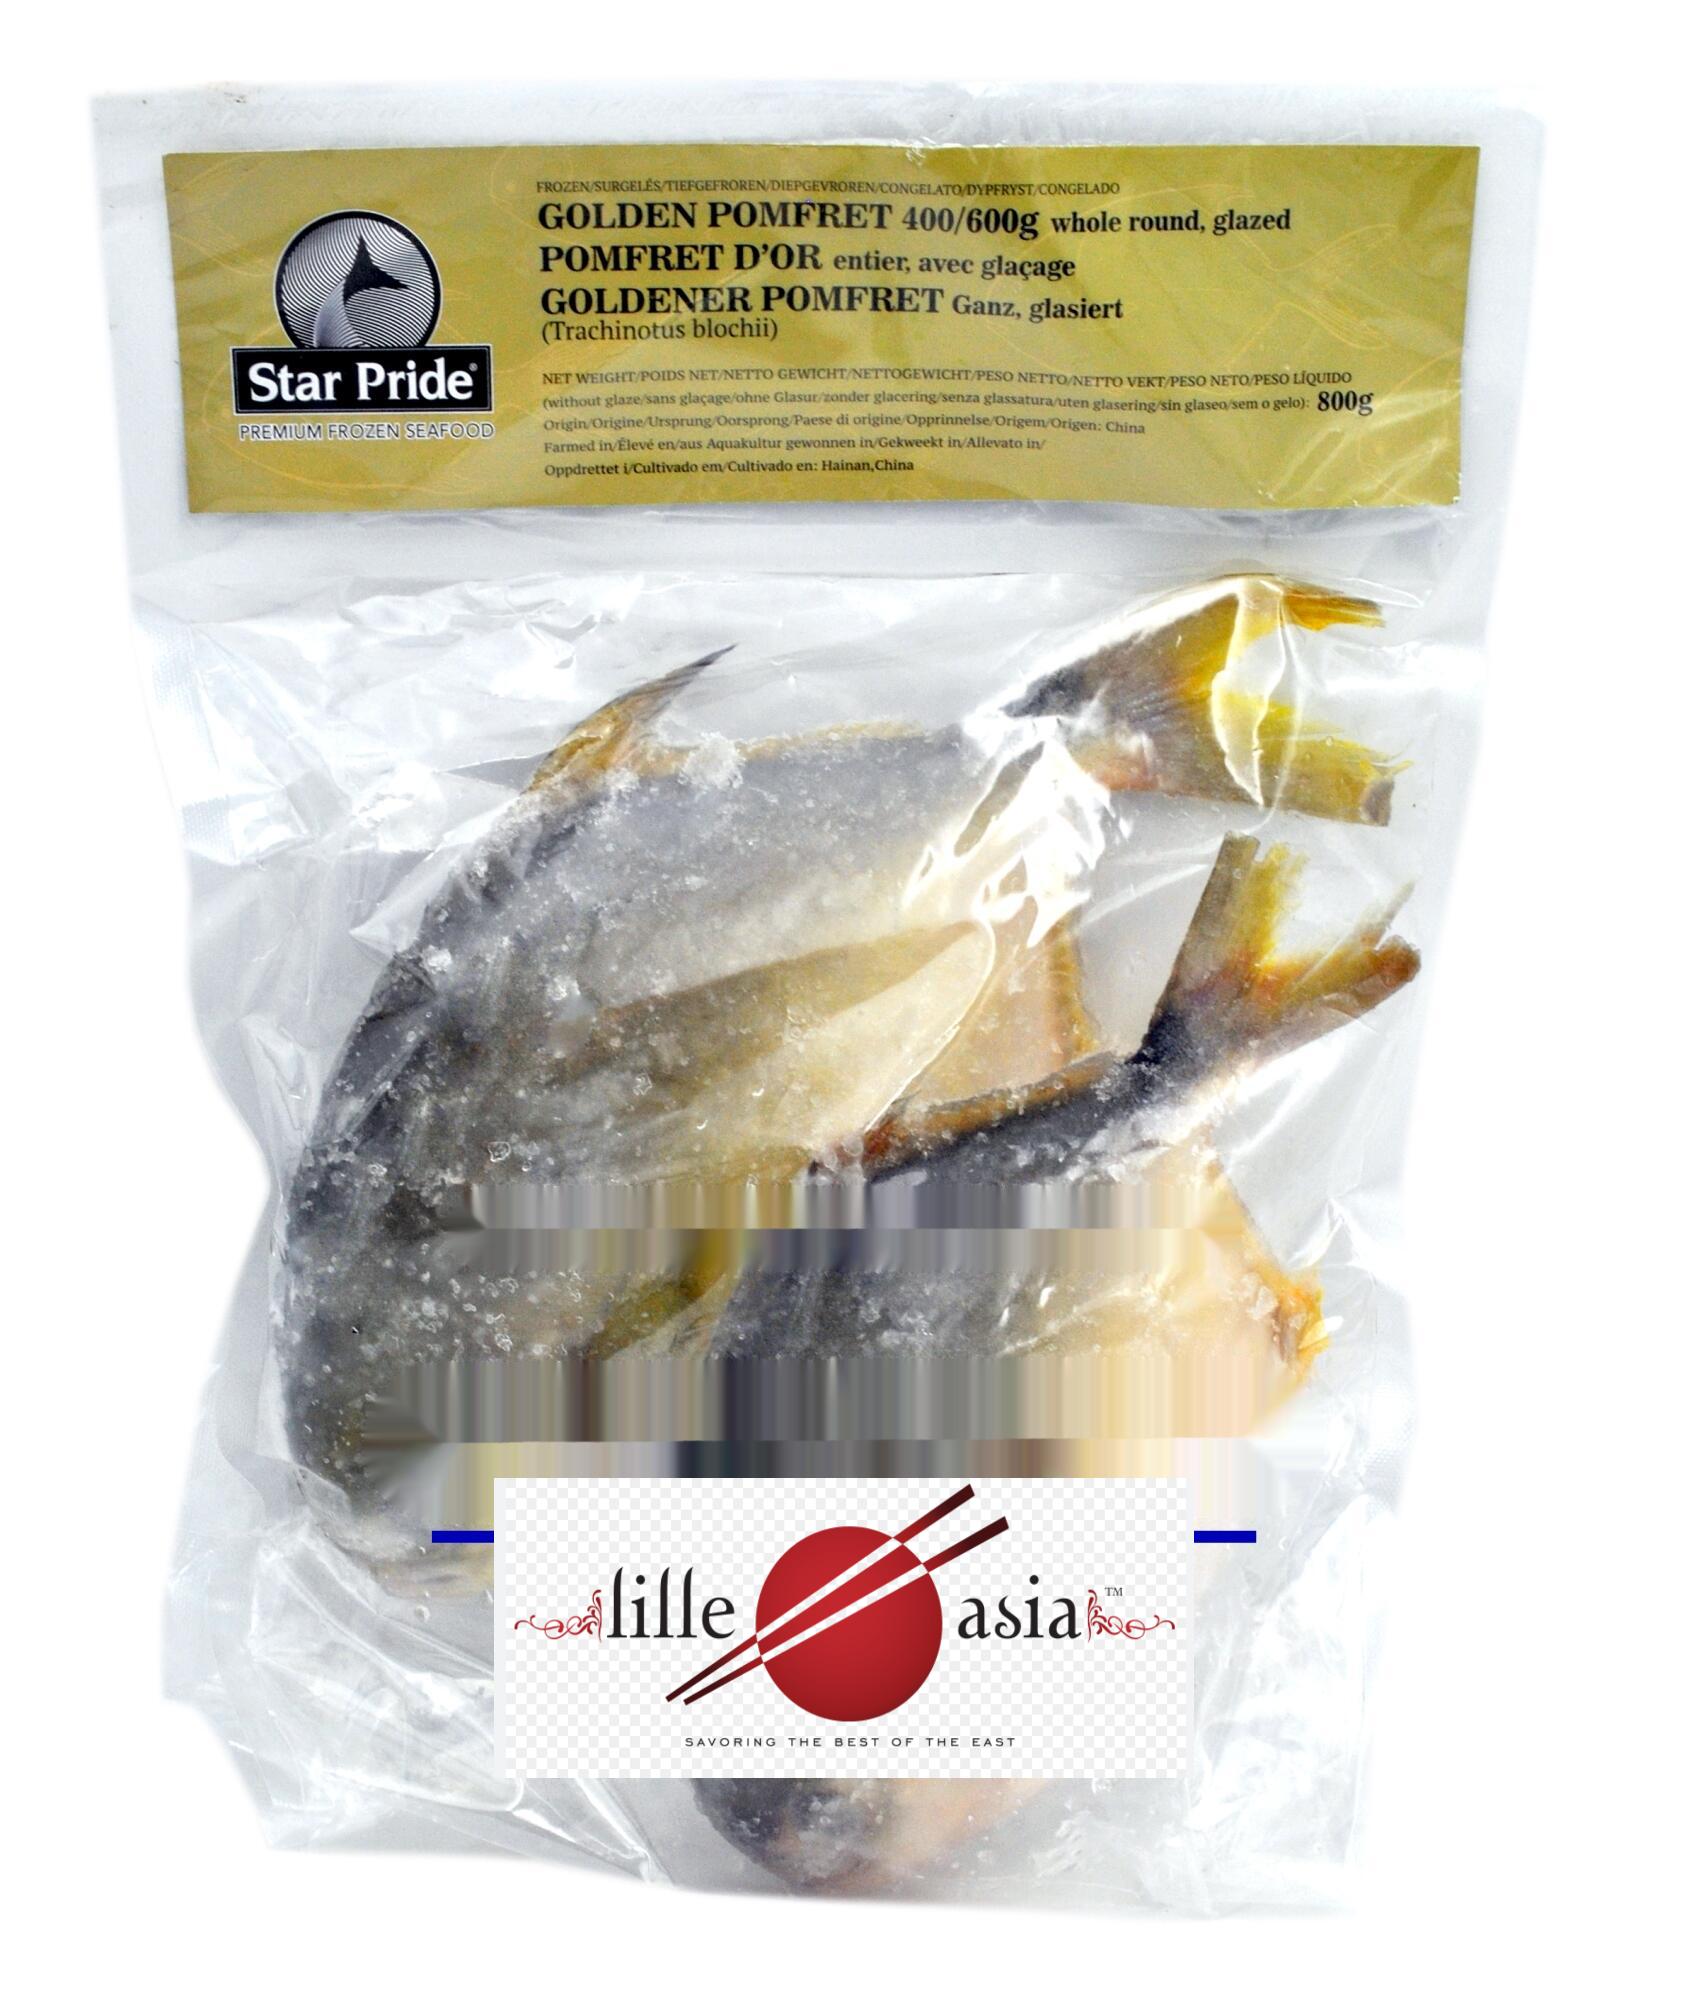 FROZEN/SURGELÉS/TIEFGEFROREN/DIEPGEVROREN/CONGELATO/DYPFRYST/CONGELADO
GOLDEN POMFRET 400/600g whole round, glazed
POMFRET D'OR entier, avec glaçage
GOLDENER POMFRET Ganz, glasiert
(Trachinotus blochii)
Star Pride®
PREMIUM FROZEN SEAFOOD
NET WEIGHT/POIDS NET/NETTO GEWICHT/NETTOGEWICHT/PESO NETTO/NETTO VEKT/PESO NETO/PESO LÍQUIDO
(without glaze/sans glaçage/ohne Glasur/zonder glacering/senza glassatura/uten glasering/sin glaseo/sem o gelo): 800g
Origin/Origine/Ursprung/Oorsprong/Paese di origine/Opprinnelse/Origem/Origen: China
Farmed in/Élevé en/aus Aquakultur gewonnen in/Gekweekt in/Allevato in/
Oppdrettet i/Cultivado em/Cultivado en: Hainan,China
lille asia™
SAVORING THE BEST OF THE EAST